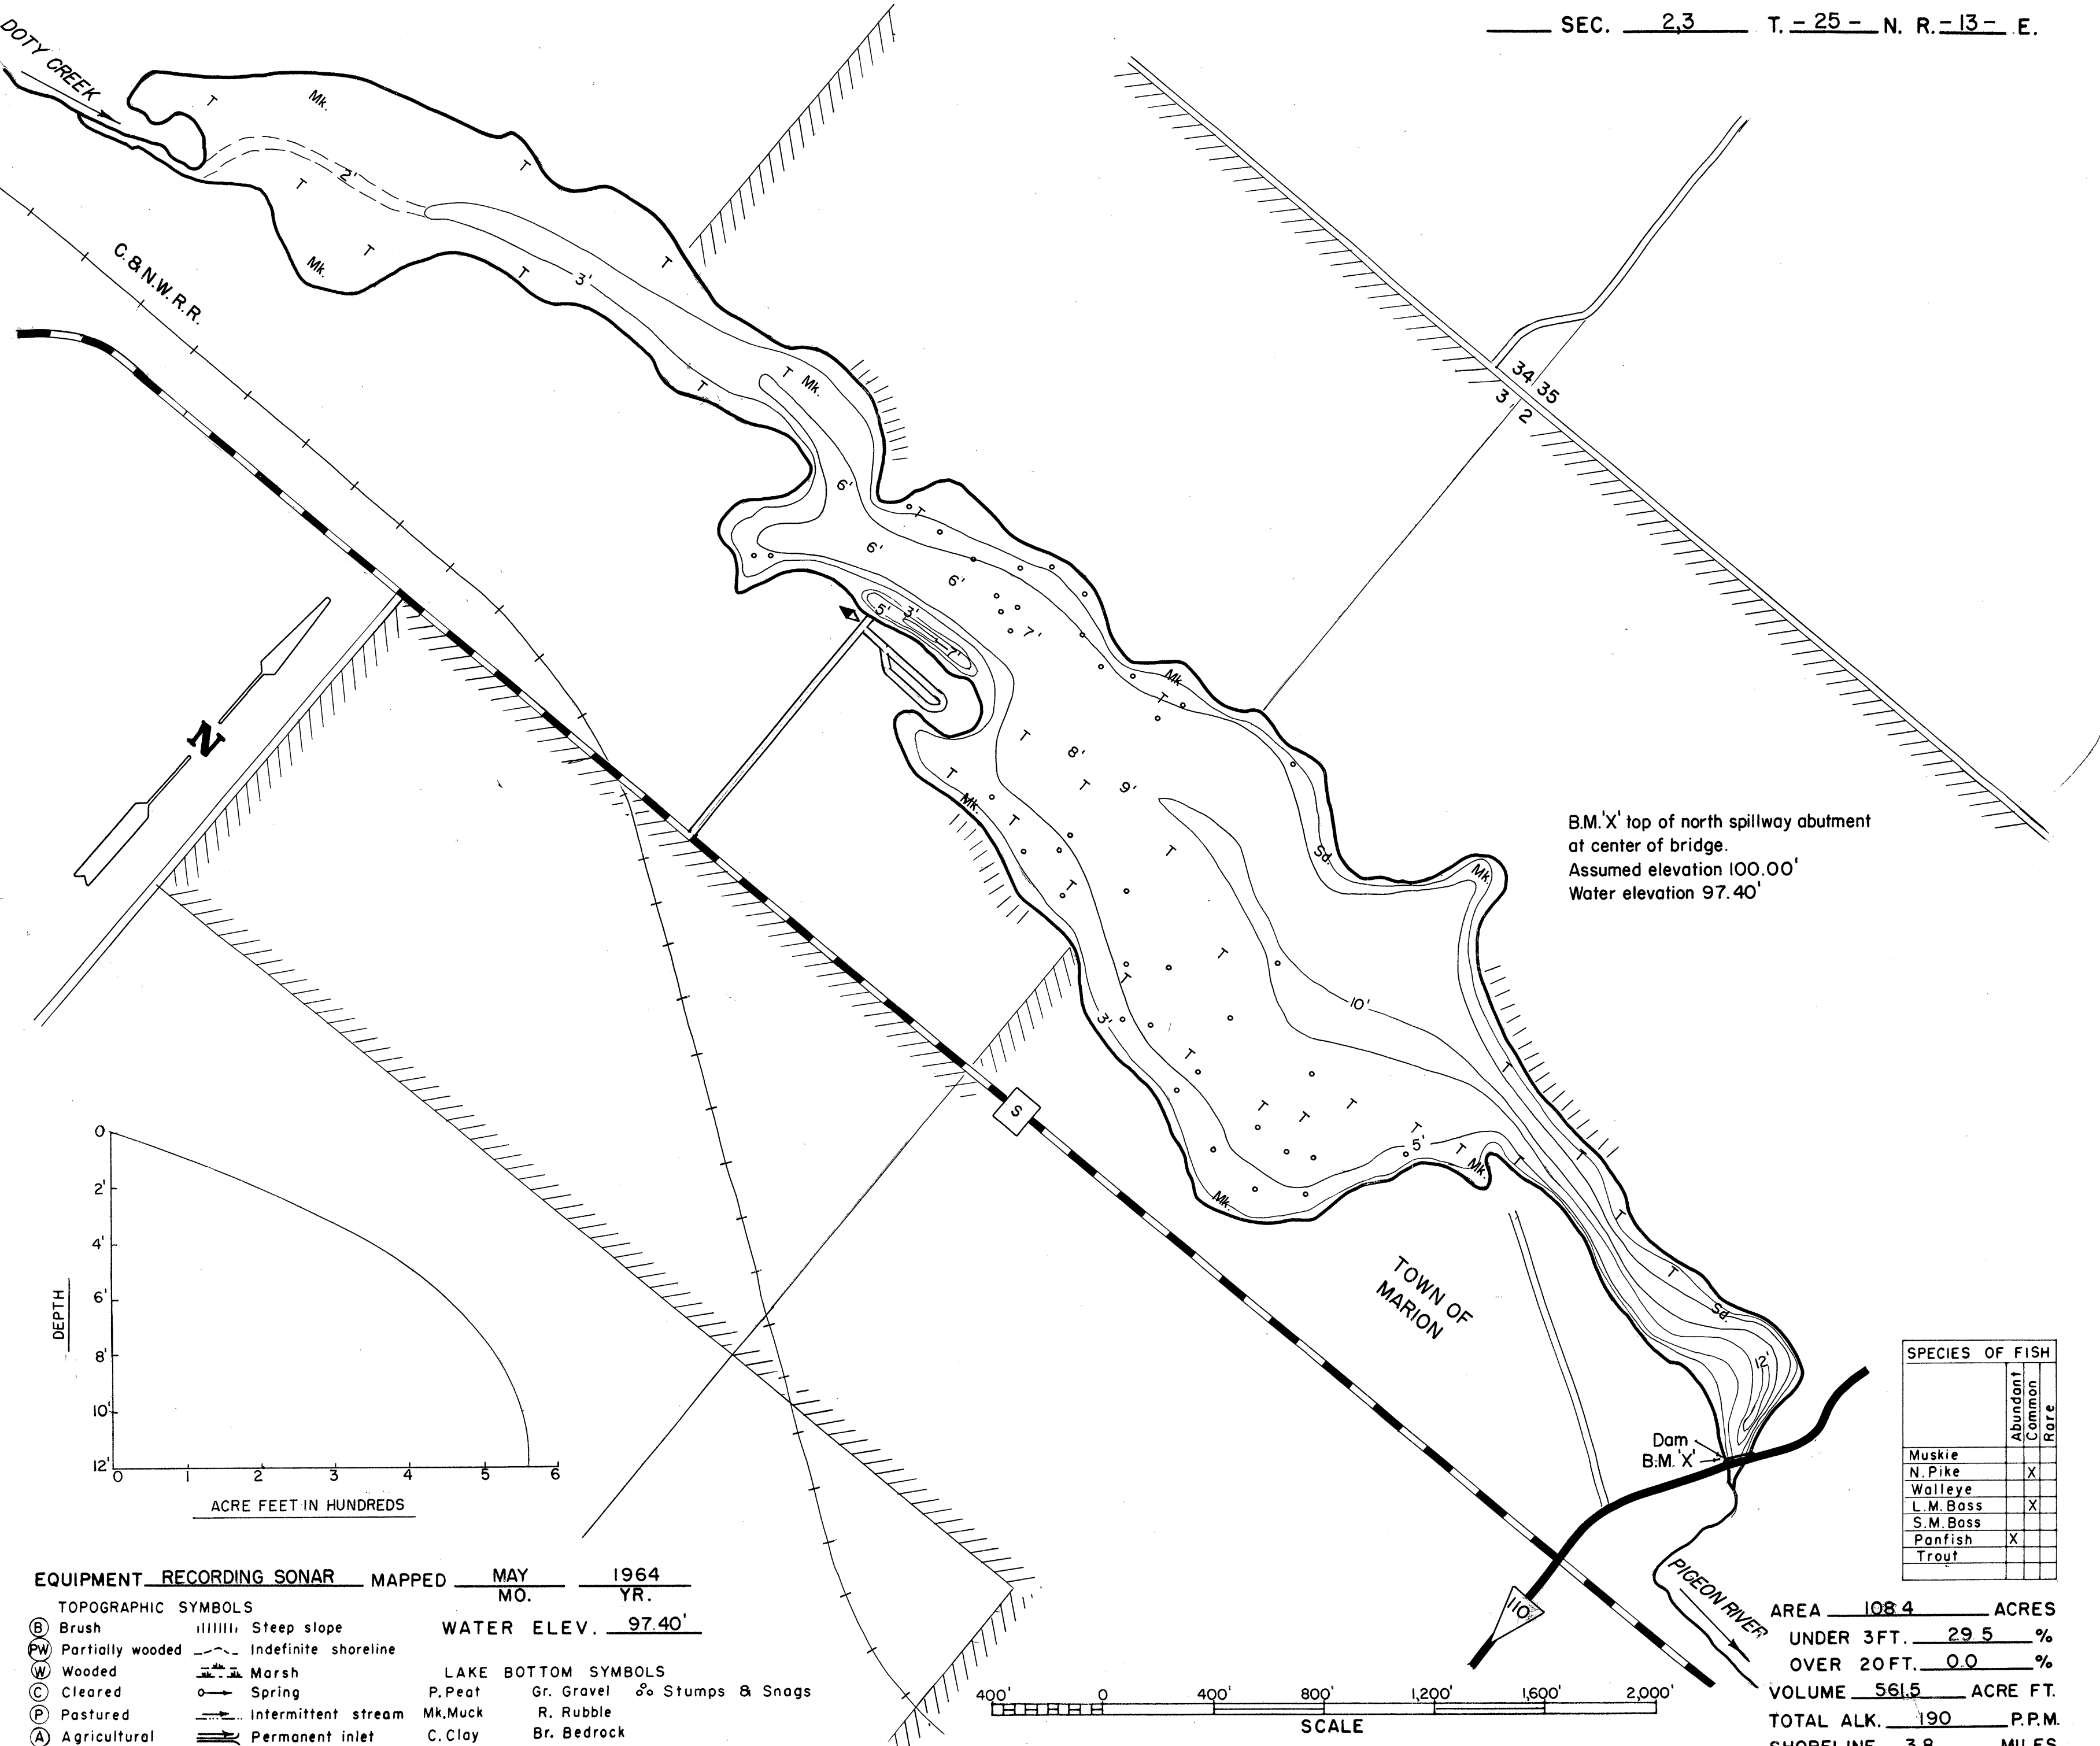 SEC. 2,3 T. - 25 - N. R. - 13 - E.
DOTY CREEK
T
Mk.
T
T
2'
T
Mk.
T
3'
T
C. & N.W. R.R.
T
T
Mk.
34 35
3 2
6'
T
6'
6'
5' 3'
7'
7'
N
Mk
T
T
8'
T
9'
T
Mk.
T
T
T
Sd.
Mk.
B.M.'X' top of north spillway abutment
at center of bridge.
Assumed elevation 100.00'
Water elevation 97.40'
T
T
10'
3'
T
T
S
T
T
T
T
5'
T
Mk.
T
T
Mk.
T
T
Sd.
12'
TOWN OF
MARION
Dam
B.M.'X'
110
PIGEON RIVER
0
2'
4'
6'
8'
10'
12'
DEPTH
0 1 2 3 4 5 6
ACRE FEET IN HUNDREDS
SPECIES OF FISH
Abundant
Common
Rare
Muskie
N. Pike X
Walleye
L.M. Bass X
S.M. Bass
Panfish X
Trout
EQUIPMENT RECORDING SONAR MAPPED MAY 1964
MO. YR.
TOPOGRAPHIC SYMBOLS
B Brush Steep slope
PW Partially wooded Indefinite shoreline
W Wooded Marsh
C Cleared Spring
P Pastured Intermittent stream
A Agricultural Permanent inlet
WATER ELEV. 97.40'
LAKE BOTTOM SYMBOLS
P. Peat Gr. Gravel Stumps & Snags
Mk. Muck R. Rubble
C. Clay Br. Bedrock
400' 0 400' 800' 1,200' 1,600' 2,000'
SCALE
AREA 108.4 ACRES
UNDER 3 FT. 29.5 %
OVER 20 FT. 0.0 %
VOLUME 561.5 ACRE FT.
TOTAL ALK. 190 P.P.M.
SHORELINE 3.8 MILES